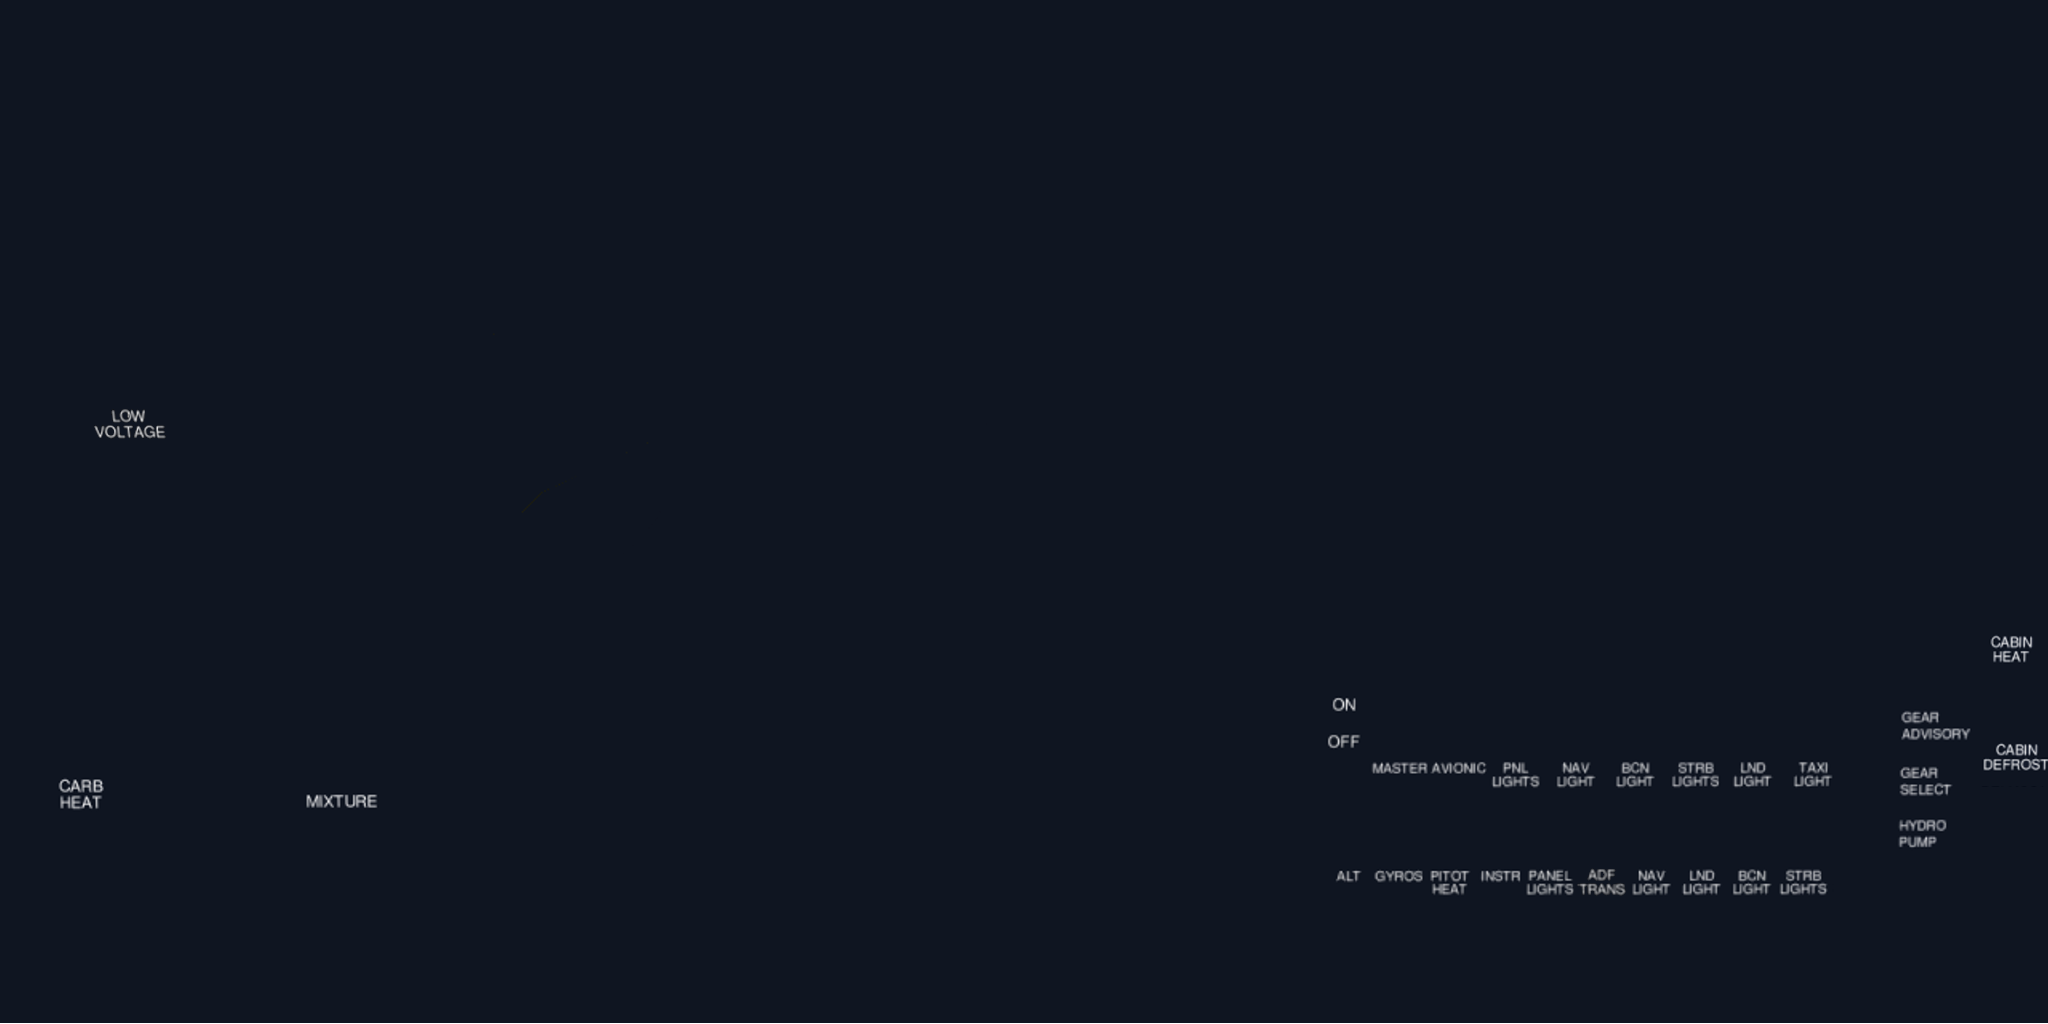 LOW
VOLTAGE
CABIN
HEAT
ON
OFF
GEAR
ADVISORY
CABIN
DEFROST
MASTER AVIONIC PNL LIGHTS NAV LIGHT BCN LIGHT STRB LIGHTS LND LIGHT TAXI LIGHT
GEAR
SELECT
CARB
HEAT
MIXTURE
HYDRO
PUMP
ALT GYROS PITOT HEAT INSTR PANEL LIGHTS ADF TRANS NAV LIGHT LND LIGHT BCN LIGHT STRB LIGHTS